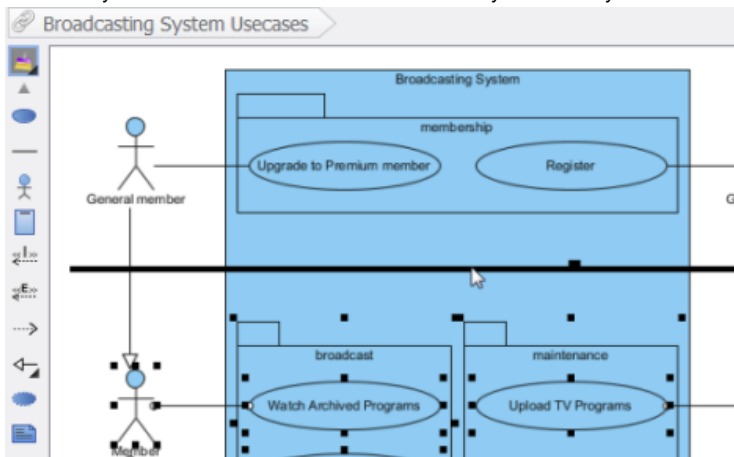 Broadcasting System Usecases
Broadcasting System
membership
Upgrade to Premium member
Register
General member
G
«I»
«E»
broadcast
maintenance
Watch Archived Programs
Upload TV Programs
Member